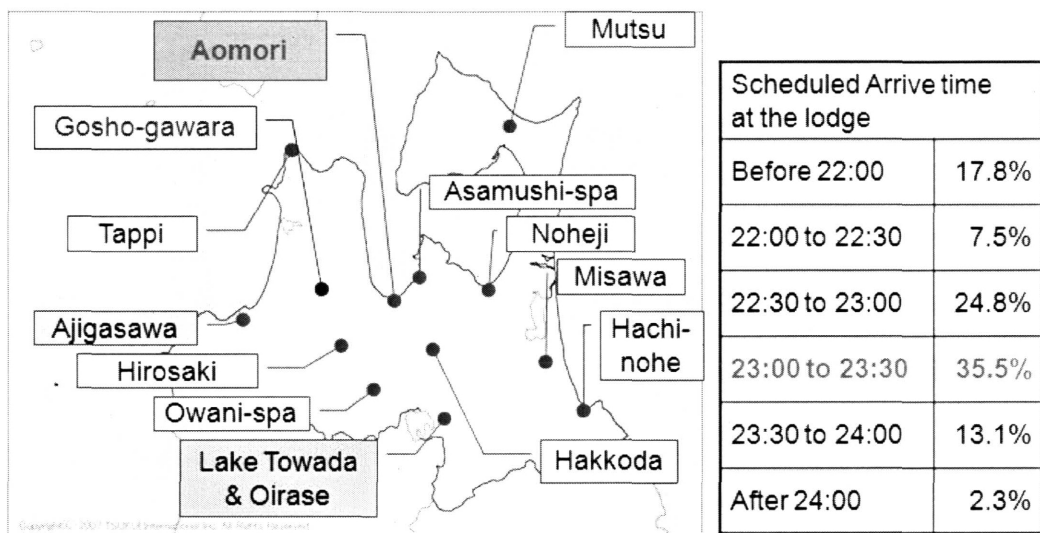 Aomori
Mutsu
Gosho-gawara
Asamushi-spa
Tappi
Noheji
Misawa
Ajigasawa
Hachi-
nohe
Hirosaki
Owani-spa
Lake Towada
& Oirase
Hakkoda
Scheduled Arrive time
at the lodge
Before 22:00 17.8%
22:00 to 22:30 7.5%
22:30 to 23:00 24.8%
23:00 to 23:30 35.5%
23:30 to 24:00 13.1%
After 24:00 2.3%